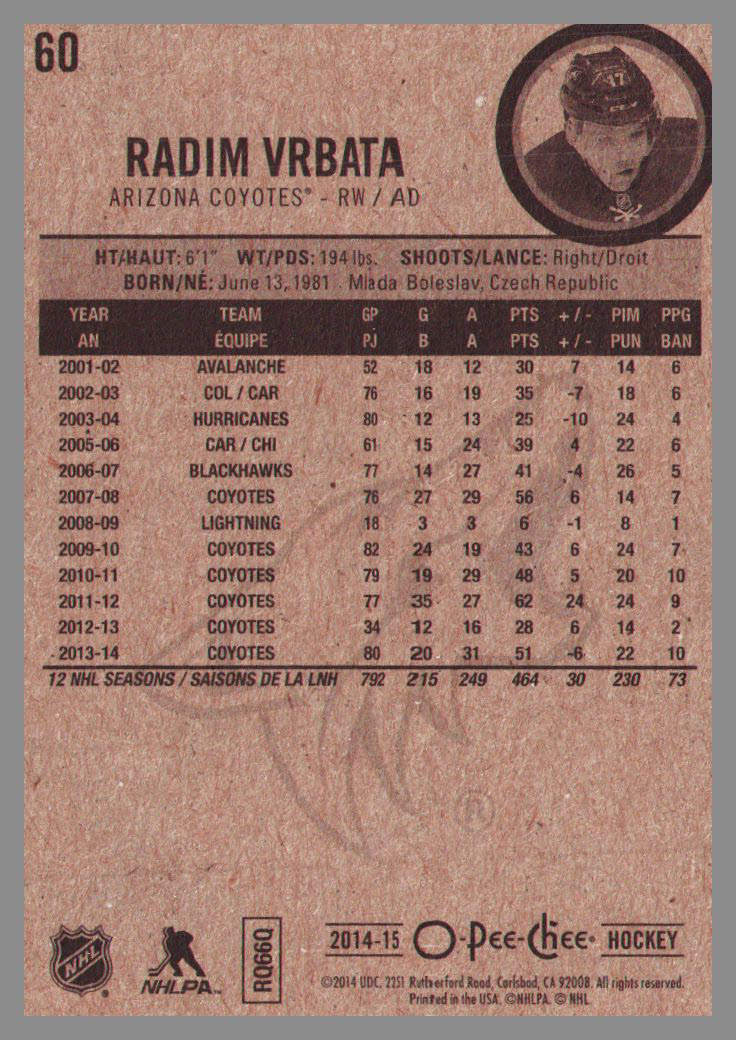 60
17
RADIM VRBATA
ARIZONA COYOTES® - RW / AD
HT/HAUT: 6'1" WT/PDS: 194 lbs. SHOOTS/LANCE: Right/Droit
BORN/NÉ: June 13, 1981 Mlada Boleslav, Czech Republic
YEAR TEAM GP G A PTS + / - PIM PPG
AN ÉQUIPE PJ B A PTS + / - PUN BAN
2001-02 AVALANCHE 52 18 12 30 7 14 6
2002-03 COL / CAR 76 16 19 35 -7 18 6
2003-04 HURRICANES 80 12 13 25 -10 24 4
2005-06 CAR / CHI 61 15 24 39 4 22 6
2006-07 BLACKHAWKS 77 14 27 41 -4 26 5
2007-08 COYOTES 76 27 29 56 6 14 7
2008-09 LIGHTNING 18 3 3 6 -1 8 1
2009-10 COYOTES 82 24 19 43 6 24 7
2010-11 COYOTES 79 19 29 48 5 20 10
2011-12 COYOTES 77 35 27 62 24 24 9
2012-13 COYOTES 34 12 16 28 6 14 2
2013-14 COYOTES 80 20 31 51 -6 22 10
12 NHL SEASONS / SAISONS DE LA LNH 792 215 249 464 30 230 73
®
NHL ®
NHLPA™
RQ66Q
2014-15 O-Pee-Chee® HOCKEY
©2014 UDC. 2251 Rutherford Road, Carlsbad, CA 92008. All rights reserved.
Printed in the USA. ©NHLPA. © NHL.